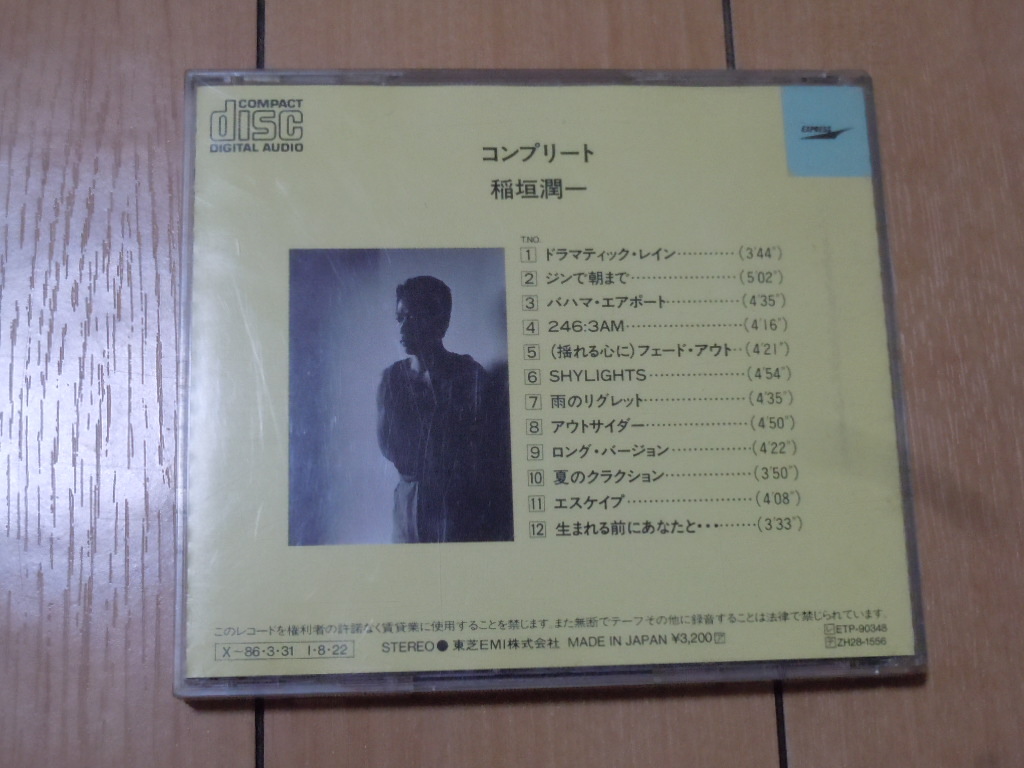 COMPACT
disc
DIGITAL AUDIO
EXPRESS
コンプリート
稲垣潤一
T.NO.
1 ドラマティック・レイン…………(3'44")
2 ジンで朝まで…………(5'02")
3 バハマ・エアポート…………(4'35")
4 246:3AM…………(4'16")
5 (揺れる心に)フェード・アウト‥(4'21")
6 SHYLIGHTS…………(4'54")
7 雨のリグレット…………(4'35")
8 アウトサイダー…………(4'50")
9 ロング・バージョン…………(4'22")
10 夏のクラクション…………(3'50")
11 エスケイプ…………(4'08")
12 生まれる前にあなたと・・・……(3'33")
このレコードを権利者の許諾なく賃貸業に使用することを禁じます。また無断でテープその他に録音することは法律で禁じられています。
X〜86・3・31 1・8・22 STEREO● 東芝EMI株式会社 MADE IN JAPAN ¥3,200
ETP-90348
ZH28-1556